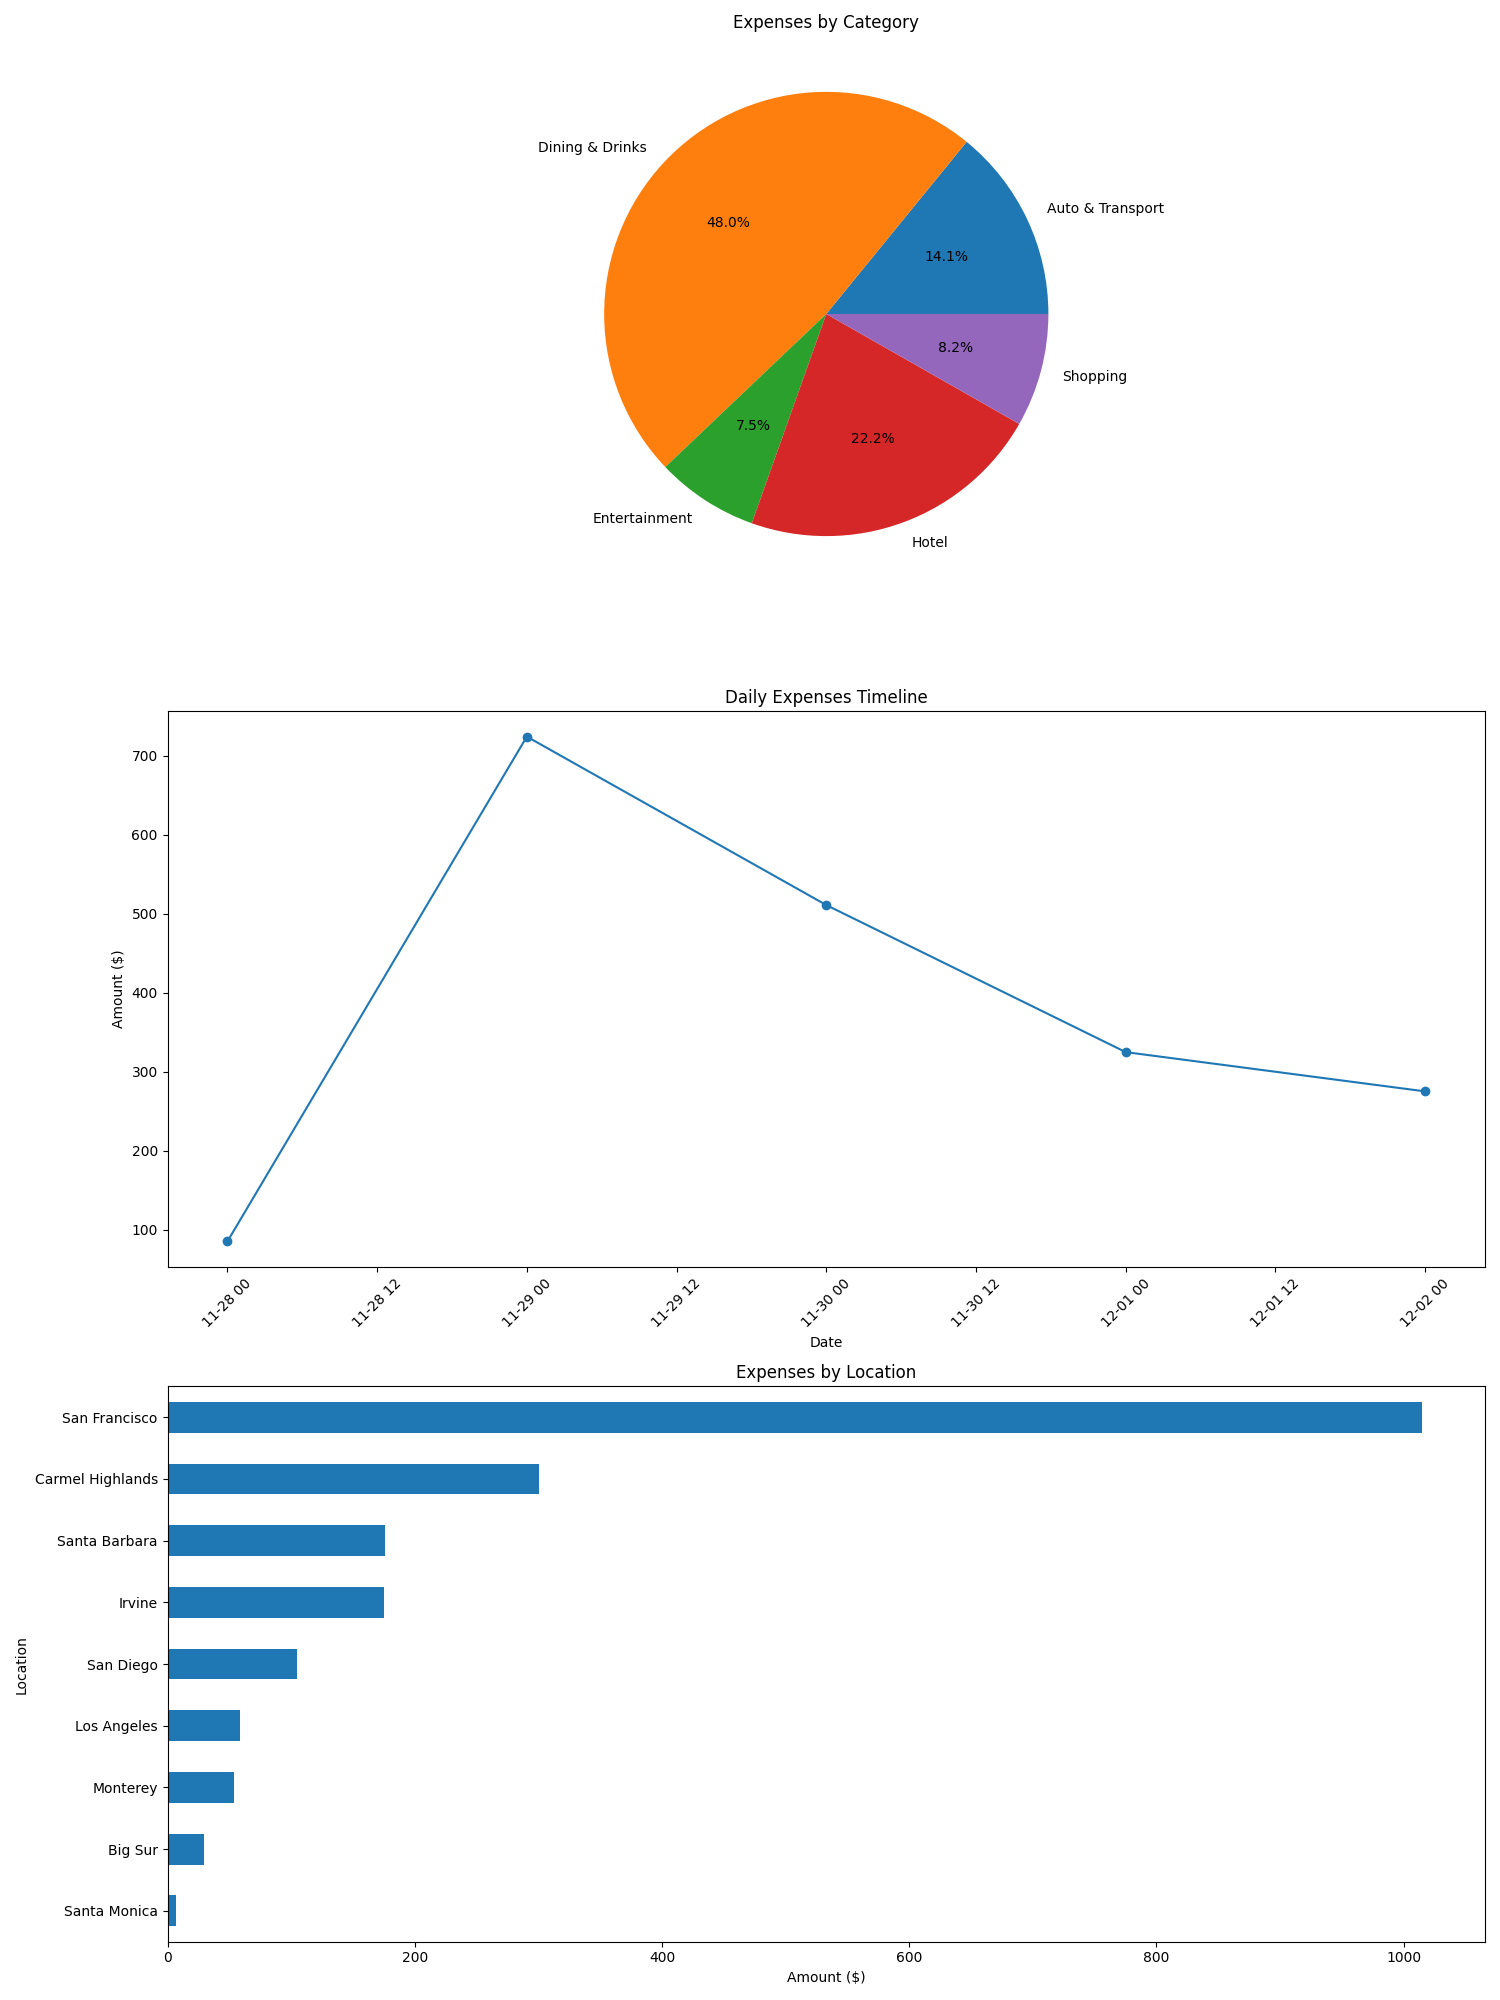 Expenses by Category
Dining & Drinks
48.0%
Auto & Transport
14.1%
8.2%
Shopping
7.5%
22.2%
Entertainment
Hotel
Daily Expenses Timeline
Amount ($)
700
600
500
400
300
200
100
11-28 00
11-28 12
11-29 00
11-29 12
11-30 00
11-30 12
12-01 00
12-01 12
12-02 00
Date
Expenses by Location
Location
San Francisco
Carmel Highlands
Santa Barbara
Irvine
San Diego
Los Angeles
Monterey
Big Sur
Santa Monica
0
200
400
600
800
1000
Amount ($)